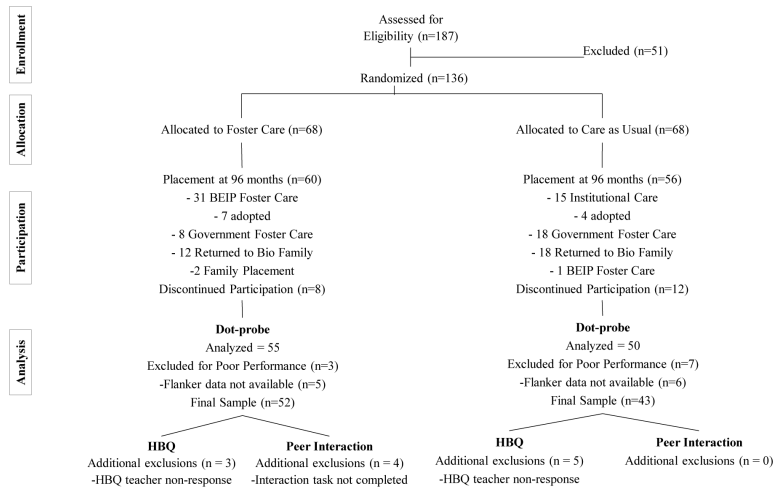 Enrollment
Assessed for
Eligibility (n=187)
Excluded (n=51)
Randomized (n=136)
Allocation
Allocated to Foster Care (n=68)
Allocated to Care as Usual (n=68)
Participation
Placement at 96 months (n=60)
- 31 BEIP Foster Care
- 7 adopted
- 8 Government Foster Care
- 12 Returned to Bio Family
-2 Family Placement
Discontinued Participation (n=8)
Placement at 96 months (n=56)
- 15 Institutional Care
- 4 adopted
- 18 Government Foster Care
- 18 Returned to Bio Family
- 1 BEIP Foster Care
Discontinued Participation (n=12)
Analysis
Dot-probe
Analyzed = 55
Excluded for Poor Performance (n=3)
-Flanker data not available (n=5)
Final Sample (n=52)
Dot-probe
Analyzed = 50
Excluded for Poor Performance (n=7)
-Flanker data not available (n=6)
Final Sample (n=43)
HBQ
Additional exclusions (n = 3)
-HBQ teacher non-response
Peer Interaction
Additional exclusions (n = 4)
-Interaction task not completed
HBQ
Additional exclusions (n = 5)
-HBQ teacher non-response
Peer Interaction
Additional exclusions (n = 0)